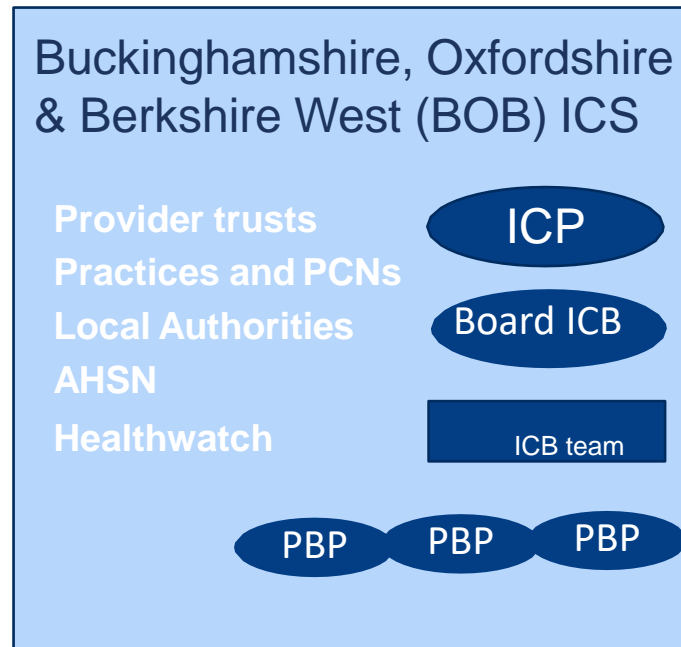 Buckinghamshire, Oxfordshire
& Berkshire West (BOB) ICS
Provider trusts
ICP
Practices and PCNs
Local Authorities
Board ICB
AHSN
Healthwatch
ICB team
PBP
PBP
PBP